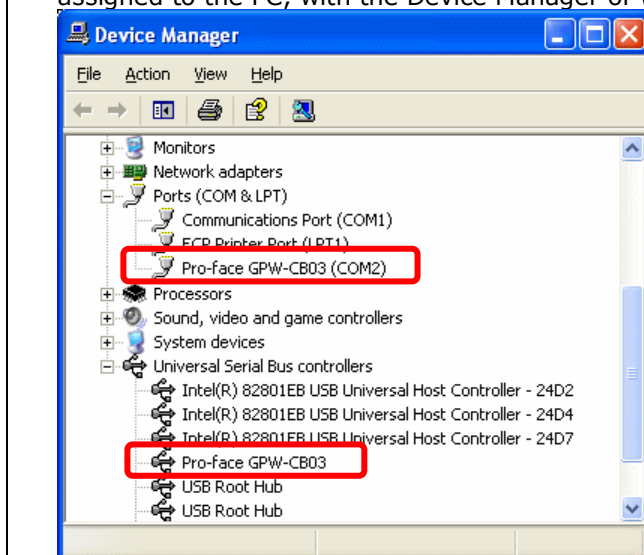 assigned to the PC, with the Device Manager of
Device Manager
File Action View Help
Monitors
Network adapters
Ports (COM & LPT)
Communications Port (COM1)
ECP Printer Port (LPT1)
Pro-face GPW-CB03 (COM2)
Processors
Sound, video and game controllers
System devices
Universal Serial Bus controllers
Intel(R) 82801EB USB Universal Host Controller - 24D2
Intel(R) 82801EB USB Universal Host Controller - 24D4
Intel(R) 82801EB USB Universal Host Controller - 24D7
Pro-face GPW-CB03
USB Root Hub
USB Root Hub